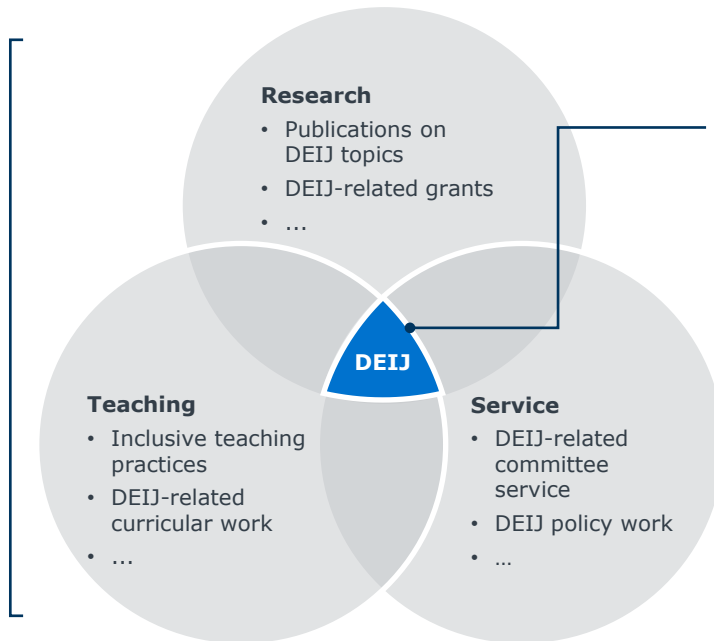 Research
• Publications on
DEIJ topics
• DEIJ-related grants
• ...
DEIJ
Teaching
• Inclusive teaching
practices
• DEIJ-related
curricular work
• ...
Service
• DEIJ-related
committee
service
• DEIJ policy work
• ...